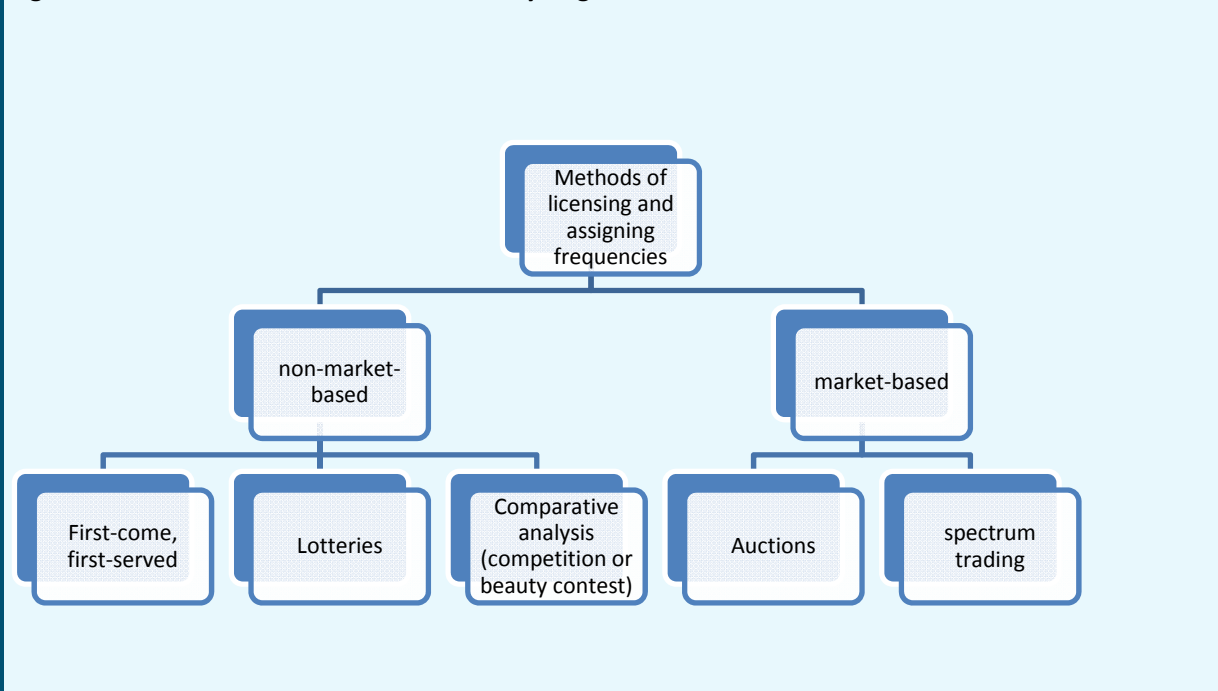 Methods of
licensing and
assigning
frequencies
non-market-
based
market-based
First-come,
first-served
Lotteries
Comparative
analysis
(competition or
beauty contest)
Auctions
spectrum
trading